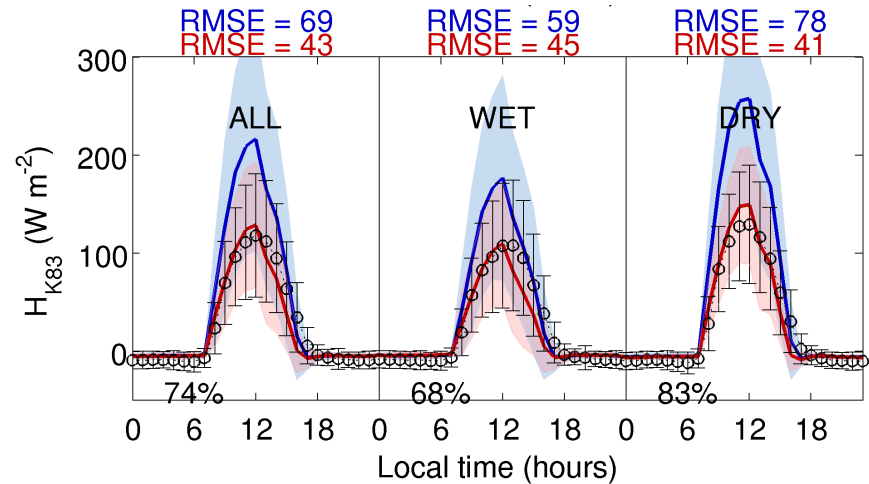 RMSE = 69 RMSE = 59 RMSE = 78
RMSE = 43 RMSE = 45 RMSE = 41
300
200
100
0
H_K83 (W m^-2)
ALL WET DRY
74% 68% 83%
0 6 12 18 0 6 12 18 0 6 12 18
Local time (hours)